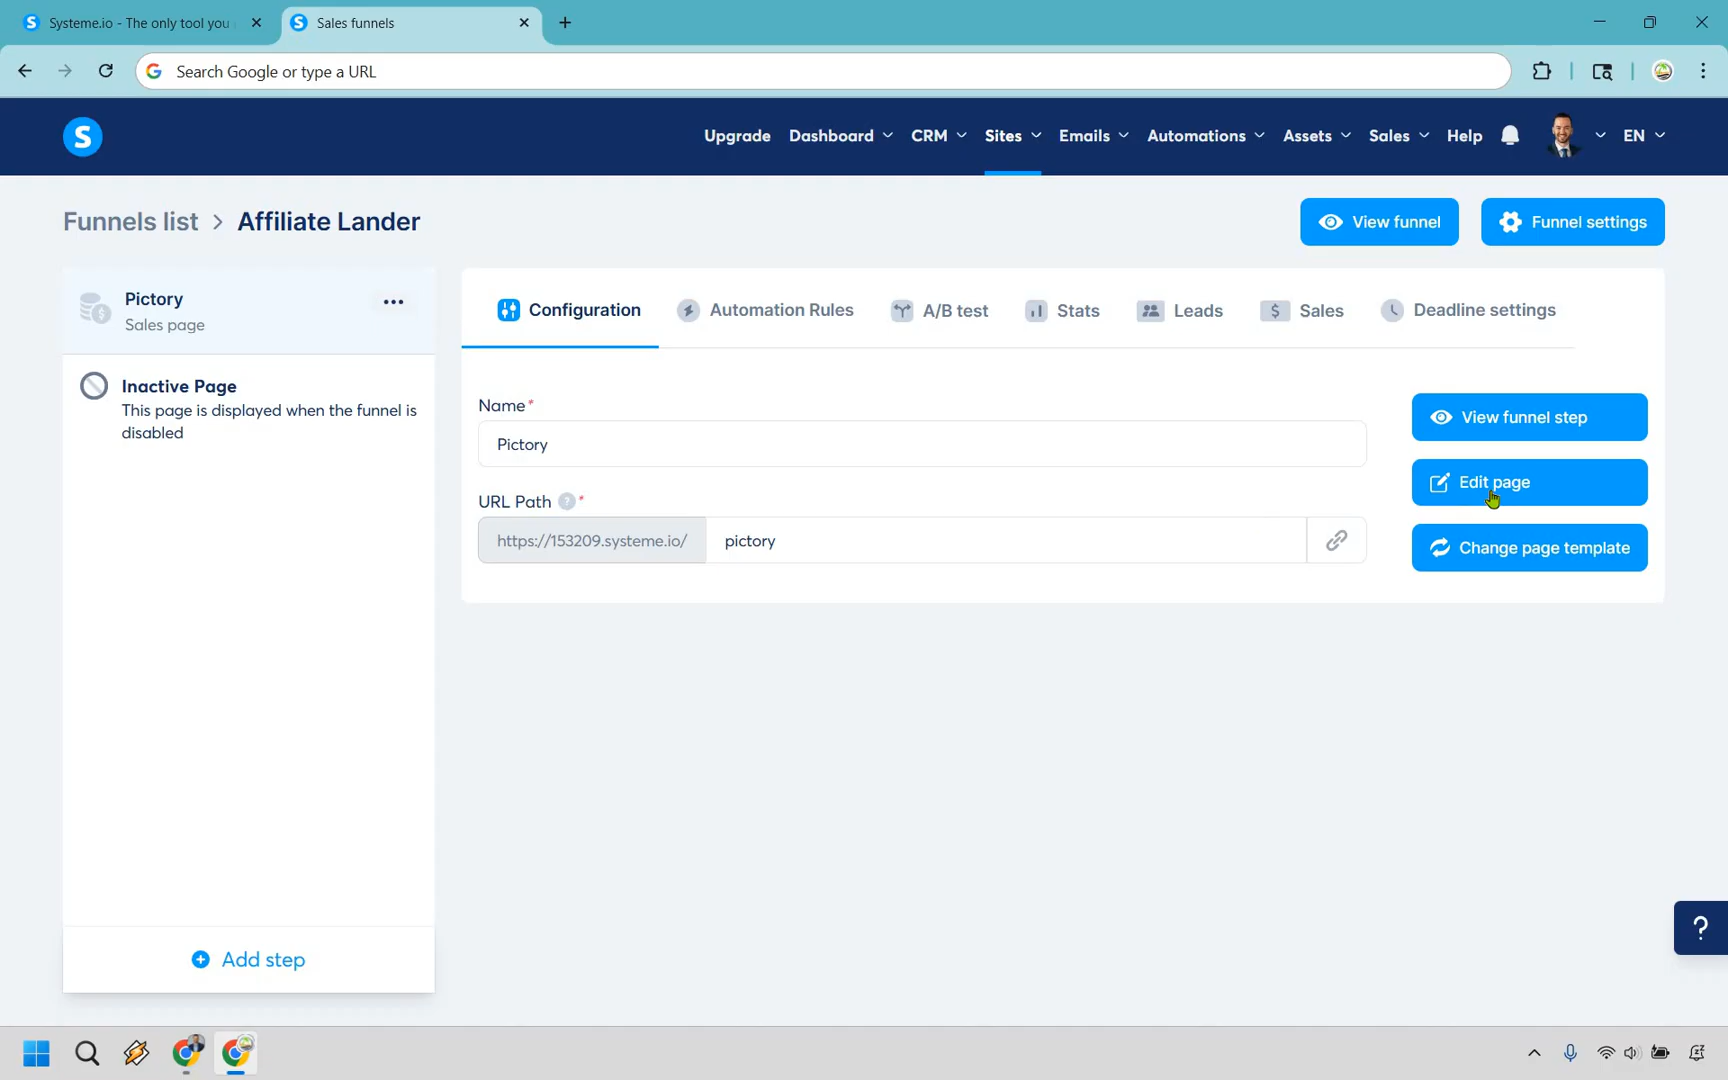 Systeme.io - The only tool you
Sales funnels
Search Google or type a URL
S
Upgrade Dashboard CRM Sites Emails Automations Assets Sales Help EN
Funnels list > Affiliate Lander
View funnel
Funnel settings
Pictory
Sales page
Inactive Page
This page is displayed when the funnel is
disabled
Add step
Configuration Automation Rules A/B test Stats Leads Sales Deadline settings
Name*
Pictory
URL Path ? *
https://153209.systeme.io/ pictory
View funnel step
Edit page
Change page template
?